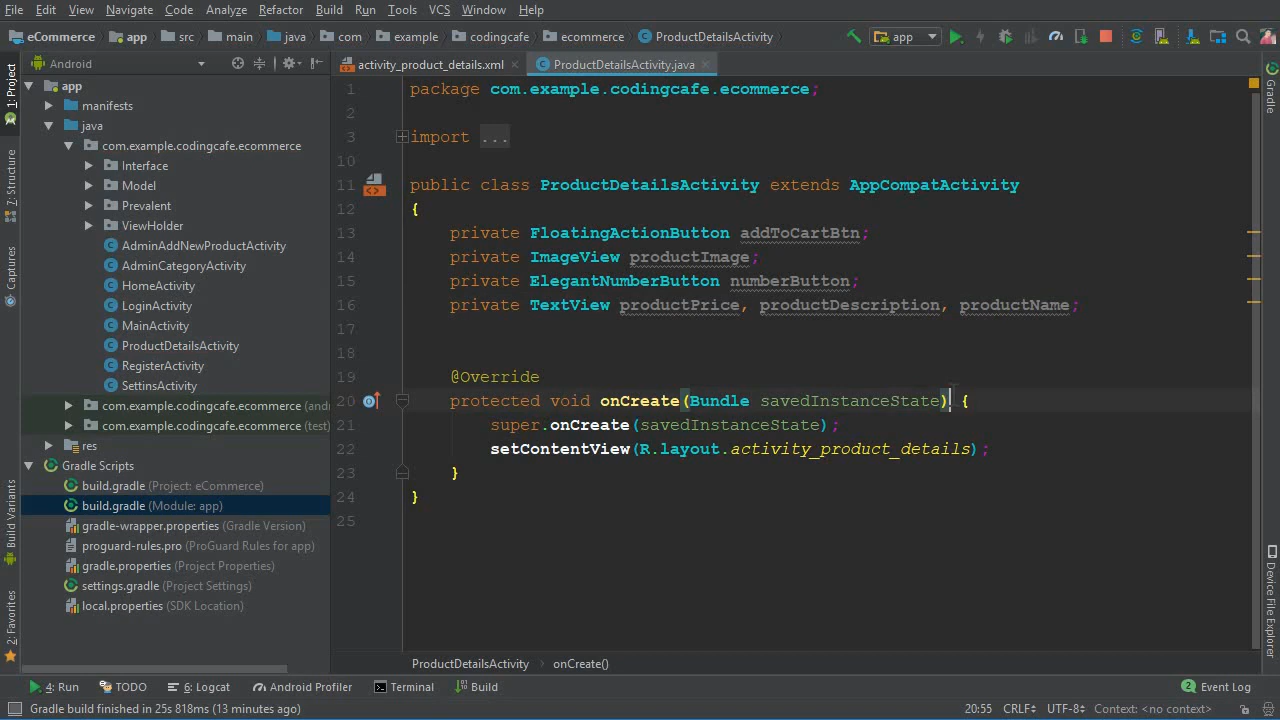 File Edit View Navigate Code Analyze Refactor Build Run Tools VCS Window Help
eCommerce app src main java com example codingcafe ecommerce ProductDetailsActivity app
1: Project
7: Structure
Captures
Build Variants
2: Favorites
Android
app
manifests
java
com.example.codingcafe.ecommerce
Interface
Model
Prevalent
ViewHolder
AdminAddNewProductActivity
AdminCategoryActivity
HomeActivity
LoginActivity
MainActivity
ProductDetailsActivity
RegisterActivity
SettinsActivity
com.example.codingcafe.ecommerce (and
com.example.codingcafe.ecommerce (test)
res
Gradle Scripts
build.gradle (Project: eCommerce)
build.gradle (Module: app)
gradle-wrapper.properties (Gradle Version)
proguard-rules.pro (ProGuard Rules for app)
gradle.properties (Project Properties)
settings.gradle (Project Settings)
local.properties (SDK Location)
activity_product_details.xml ProductDetailsActivity.java
1 package com.example.codingcafe.ecommerce;
2
3 import ...
10
11 public class ProductDetailsActivity extends AppCompatActivity
12 {
13 private FloatingActionButton addToCartBtn;
14 private ImageView productImage;
15 private ElegantNumberButton numberButton;
16 private TextView productPrice, productDescription, productName;
17
18
19 @Override
20 protected void onCreate(Bundle savedInstanceState) {
21 super.onCreate(savedInstanceState);
22 setContentView(R.layout.activity_product_details);
23 }
24 }
25
ProductDetailsActivity onCreate()
Gradle
Device File Explorer
4: Run TODO 6: Logcat Android Profiler Terminal Build 2 Event Log
Gradle build finished in 25s 818ms (13 minutes ago) 20:55 CRLF÷ UTF-8÷ Context: <no context>